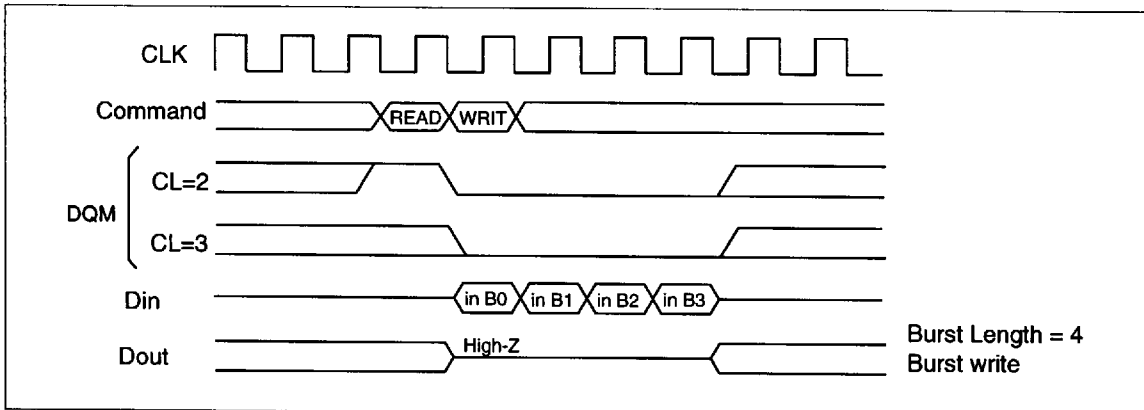 CLK
Command READ WRIT
DQM
CL=2
CL=3
Din in B0 in B1 in B2 in B3
Dout High-Z
Burst Length = 4
Burst write